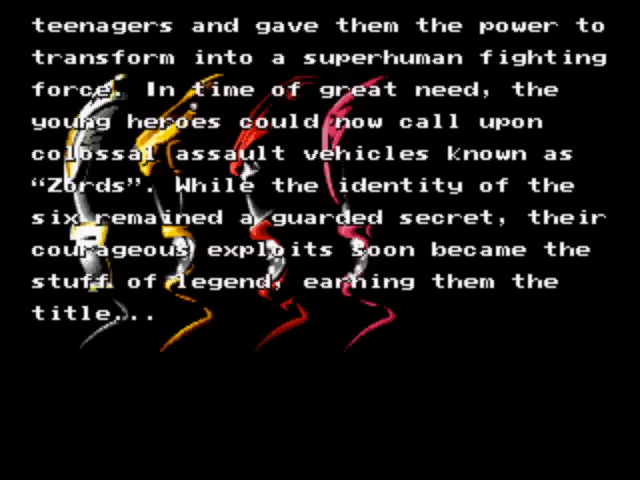 teenagers and gave them the power to
transform into a superhuman fighting
force. In time of great need, the
young heroes could now call upon
colossal assault vehicles known as
“Zords”. While the identity of the
six remained a guarded secret, their
courageous exploits soon became the
stuff of legend, earning them the
title...